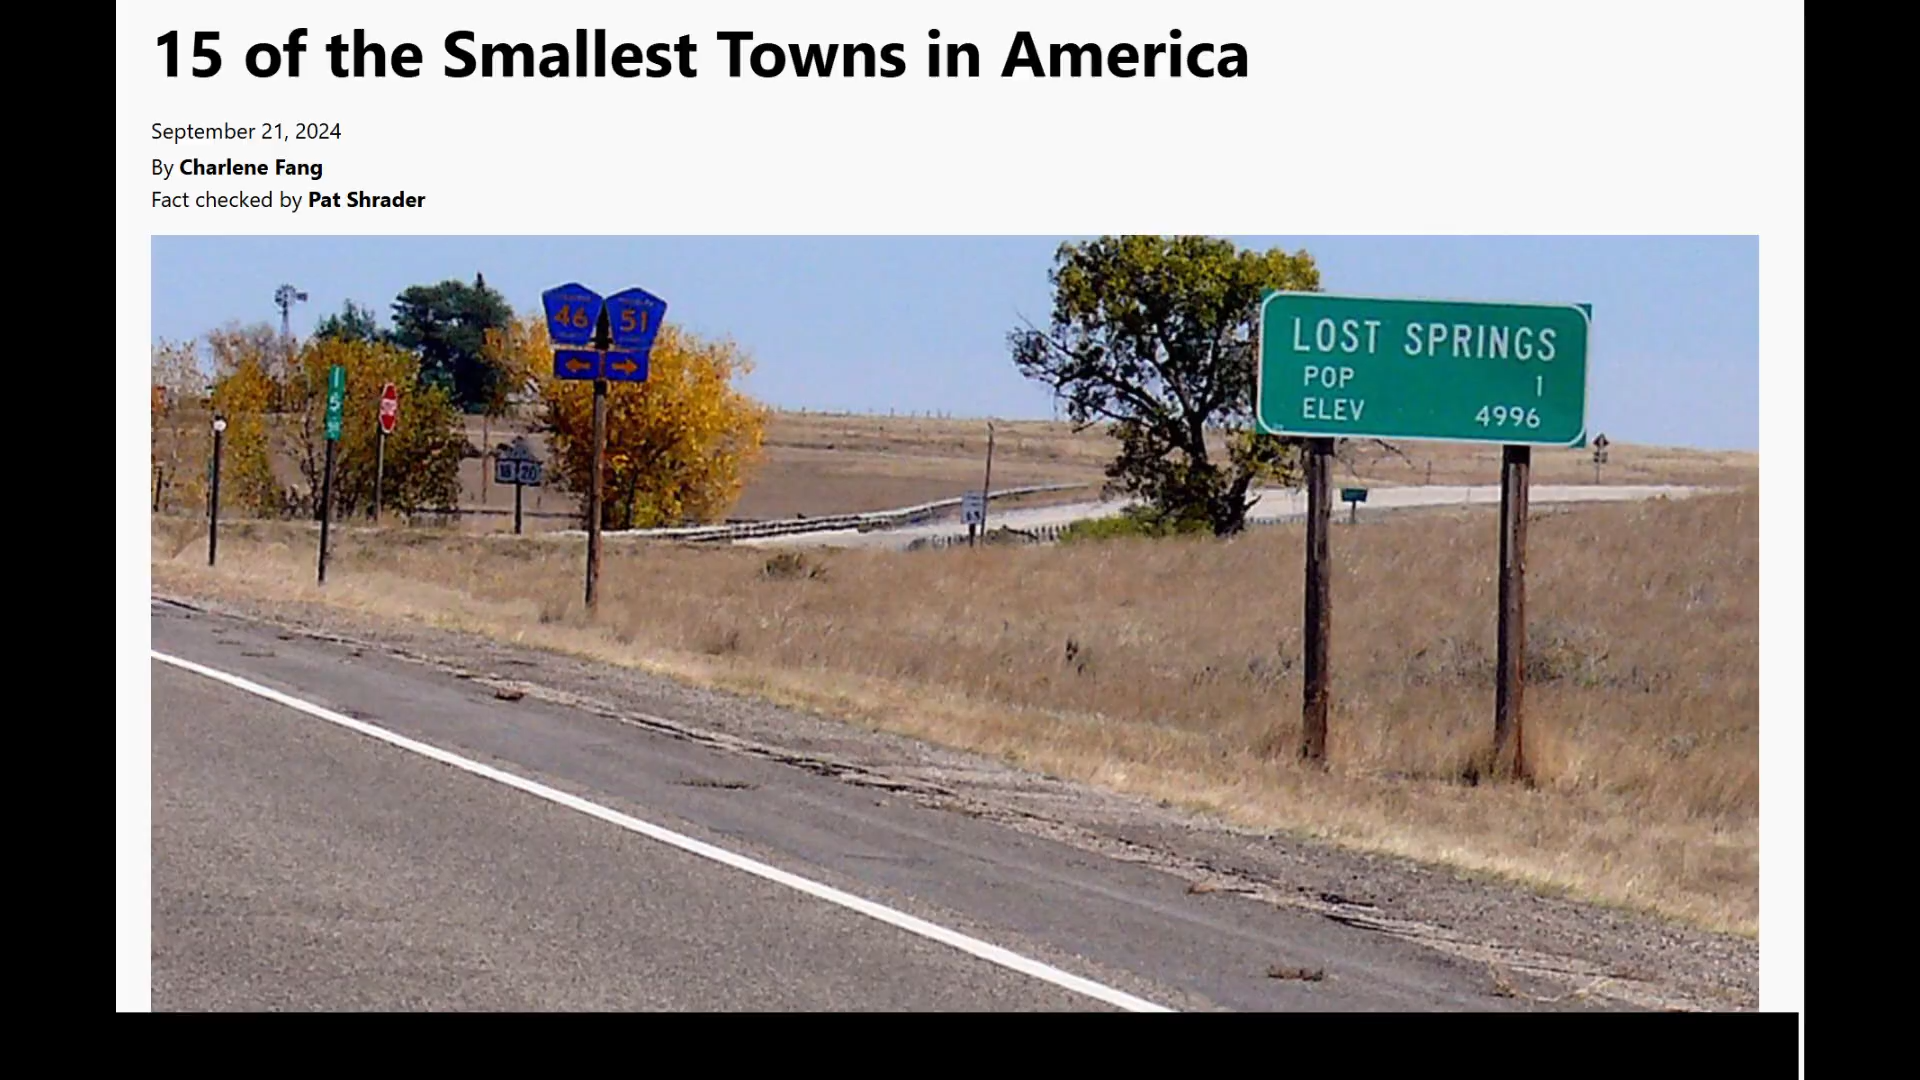 15 of the Smallest Towns in America
September 21, 2024
By Charlene Fang
Fact checked by Pat Shrader
46 51
LOST SPRINGS
POP 1
ELEV 4996